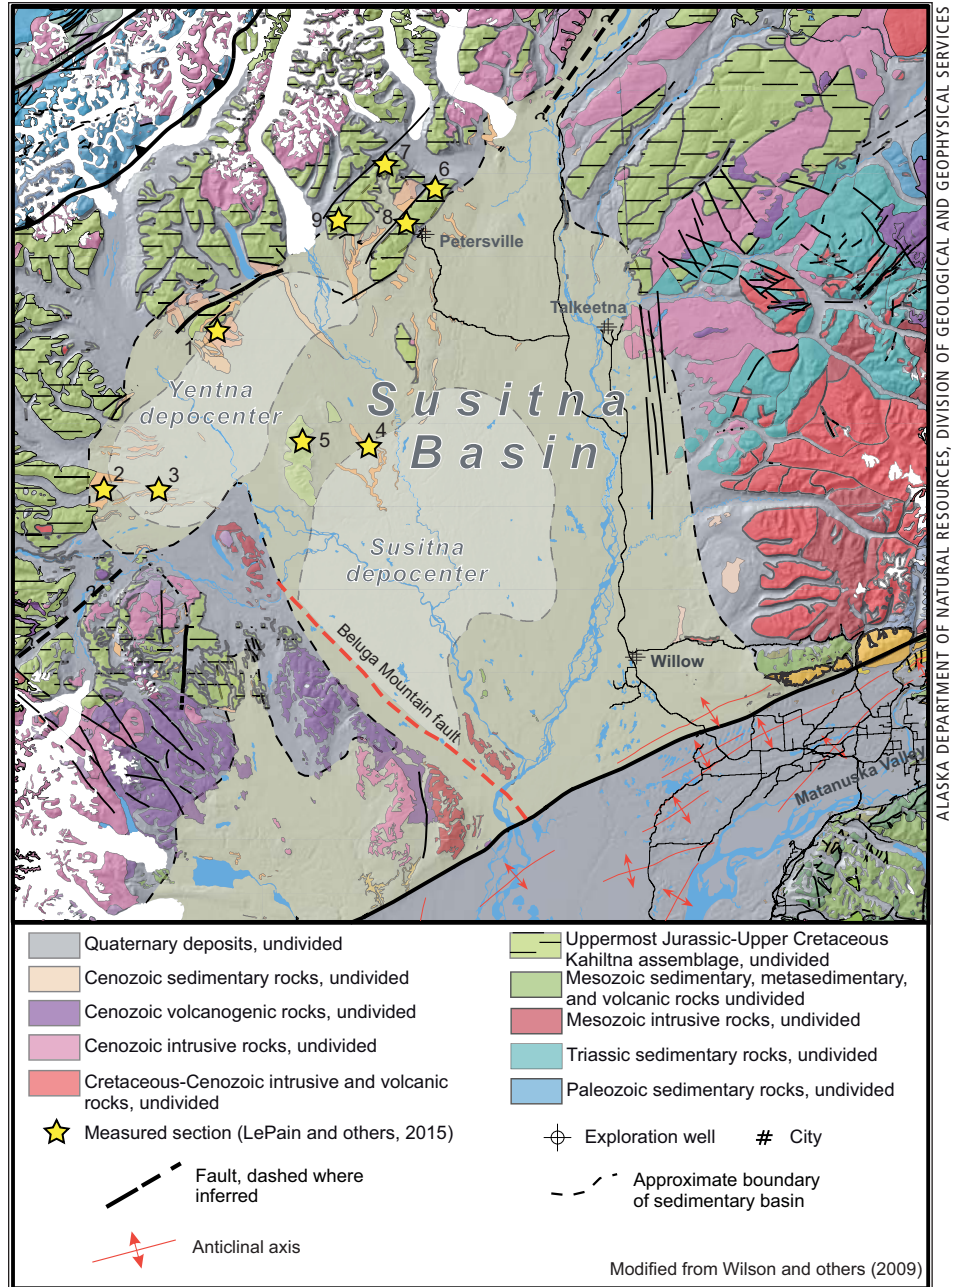 ALASKA DEPARTMENT OF NATURAL RESOURCES, DIVISION OF GEOLOGICAL AND GEOPHYSICAL SERVICES
7
6
9
8
Petersville
Talkeetna
1
Yentna
depocenter
Susitna
Basin
5
4
2
3
Susitna
depocenter
?
Beluga Mountain fault
Willow
Matanuska Valley
Quaternary deposits, undivided
Cenozoic sedimentary rocks, undivided
Cenozoic volcanogenic rocks, undivided
Cenozoic intrusive rocks, undivided
Cretaceous-Cenozoic intrusive and volcanic
rocks, undivided
Measured section (LePain and others, 2015)
Fault, dashed where
inferred
Anticlinal axis
Uppermost Jurassic-Upper Cretaceous
Kahiltna assemblage, undivided
Mesozoic sedimentary, metasedimentary,
and volcanic rocks undivided
Mesozoic intrusive rocks, undivided
Triassic sedimentary rocks, undivided
Paleozoic sedimentary rocks, undivided
Exploration well
City
Approximate boundary
of sedimentary basin
Modified from Wilson and others (2009)